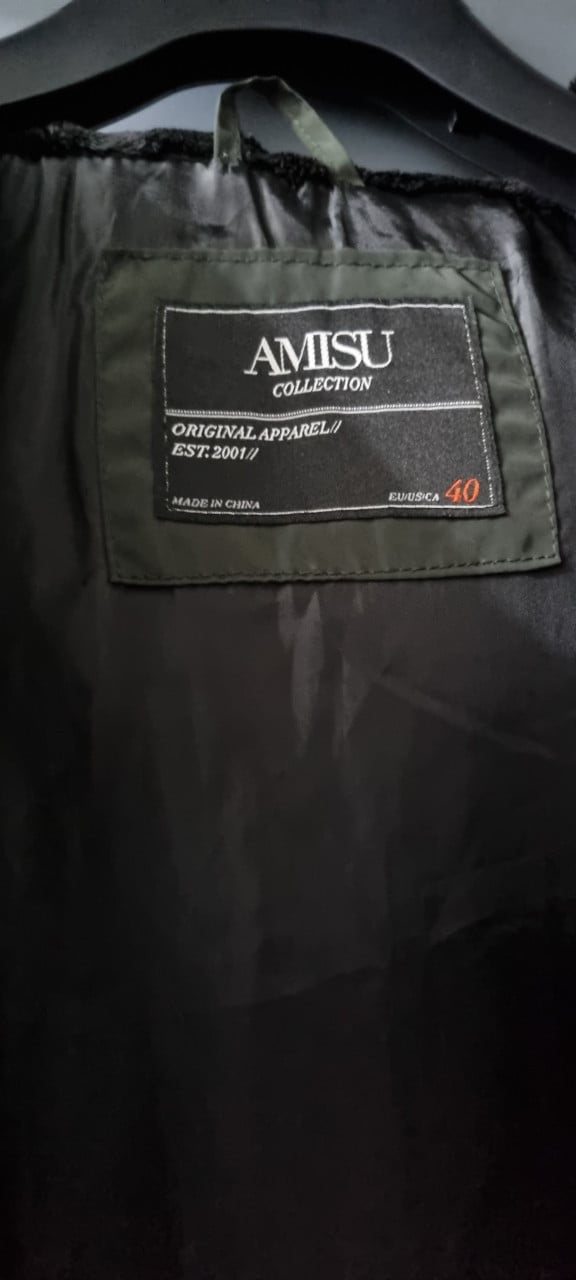 AMISU
COLLECTION
ORIGINAL APPAREL//
EST. 2001//
MADE IN CHINA
EU/US/CA 40